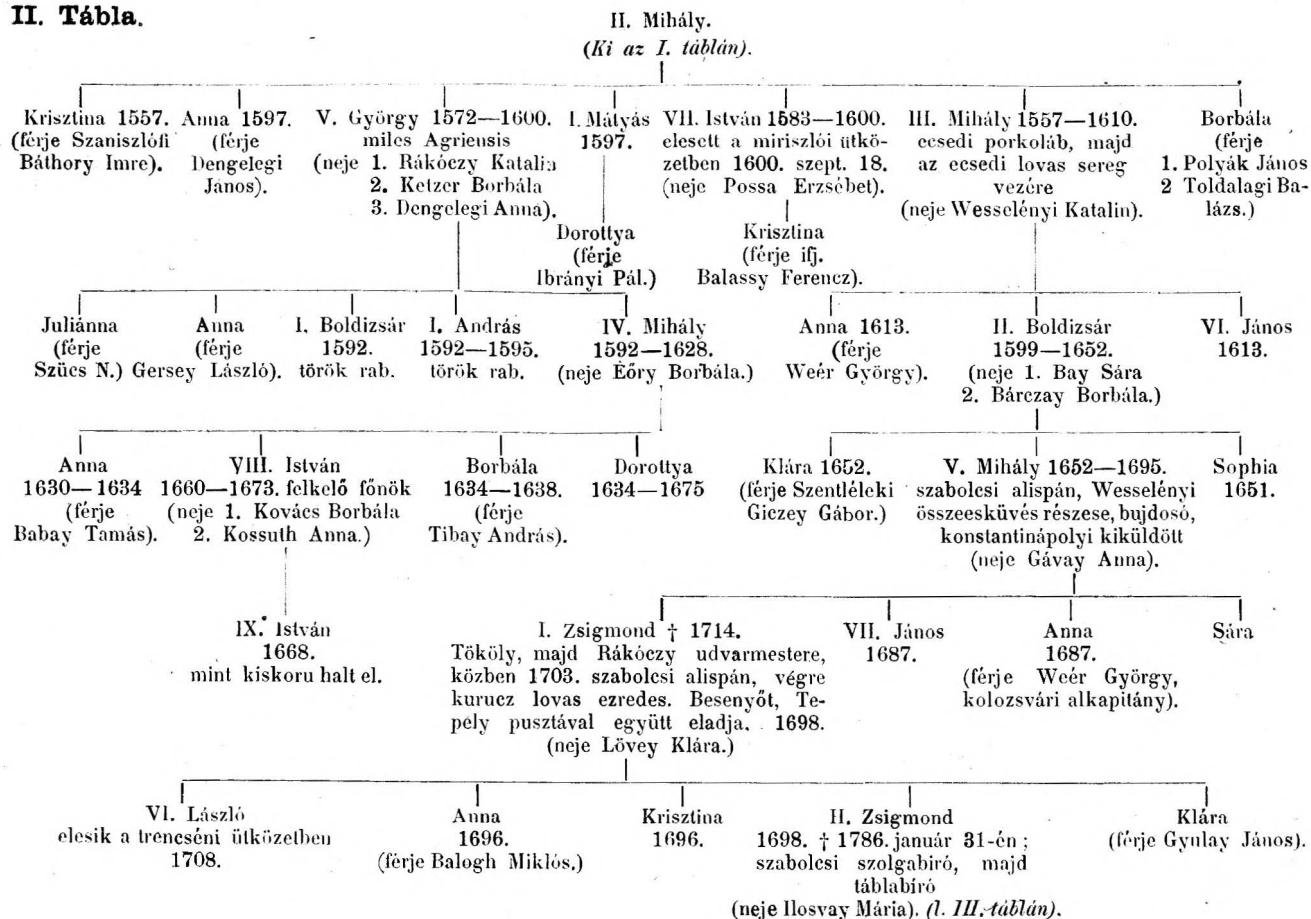 II. Tábla.
II. Mihály.
(Ki az I. táblán).
Krisztina 1557.
(férje Szaniszlófi
Báthory Imre).
Anna 1597.
(férje
Dengelegi
János).
V. György 1572—1600.
miles Agriensis
(neje 1. Rákóczy Katalin
2. Ketzer Borbála
3. Dengelegi Anna).
I. Mátyás
1597.
VII. István 1583—1600.
elesett a miriszlói ütkö-
zetben 1600. szept. 18.
(neje Possa Erzsébet).
III. Mihály 1557—1610.
ecsedi porkoláb, majd
az ecsedi lovas sereg
vezére
(neje Wesselényi Katalin).
Borbála
(férje
1. Polyák János
2 Toldalagi Ba-
lázs.)
Dorottya
(férje
Ibrányi Pál.)
Krisztina
(férje ifj.
Balassy Ferencz).
Juliánna
(férje
Szücs N.)
Anna
(férje
Gersey László).
I. Boldizsár
1592.
török rab.
I. András
1592—1595.
török rab.
IV. Mihály
1592—1628.
(neje Eőry Borbála.)
Anna 1613.
(férje
Weér György).
II. Boldizsár
1599—1652.
(neje 1. Bay Sára
2. Bárczay Borbála.)
VI. János
1613.
Anna
1630—1634
(férje
Babay Tamás).
VIII. István
1660—1673. felkelő főnök
(neje 1. Kovács Borbála
2. Kossuth Anna.)
Borbála
1634—1638.
(férje
Tibay András).
Dorottya
1634—1675
Klára 1652.
(férje Szentléleki
Giczey Gábor.)
V. Mihály 1652—1695.
szabolcsi alispán, Wesselényi
összeesküvés részese, bujdosó,
konstantinápolyi kiküldött
(neje Gávay Anna).
Sophia
1651.
IX. István
1668.
mint kiskoru halt el.
I. Zsigmond † 1714.
Tököly, majd Rákóczy udvarmestere,
közben 1703. szabolcsi alispán, végre
kurucz lovas ezredes. Besenyőt, Te-
pely pusztával együtt eladja. 1698.
(neje Lövey Klára.)
VII. János
1687.
Anna
1687.
(férje Weér György,
kolozsvári alkapitány).
Sára
VI. László
elesik a trencséni ütközetben
1708.
Anna
1696.
(férje Balogh Miklós.)
Krisztina
1696.
II. Zsigmond
1698. † 1786. január 31-én ;
szabolcsi szolgabiró, majd
táblabíró
(neje Ilosvay Mária). (l. III. táblán).
Klára
(férje Gyulay János).